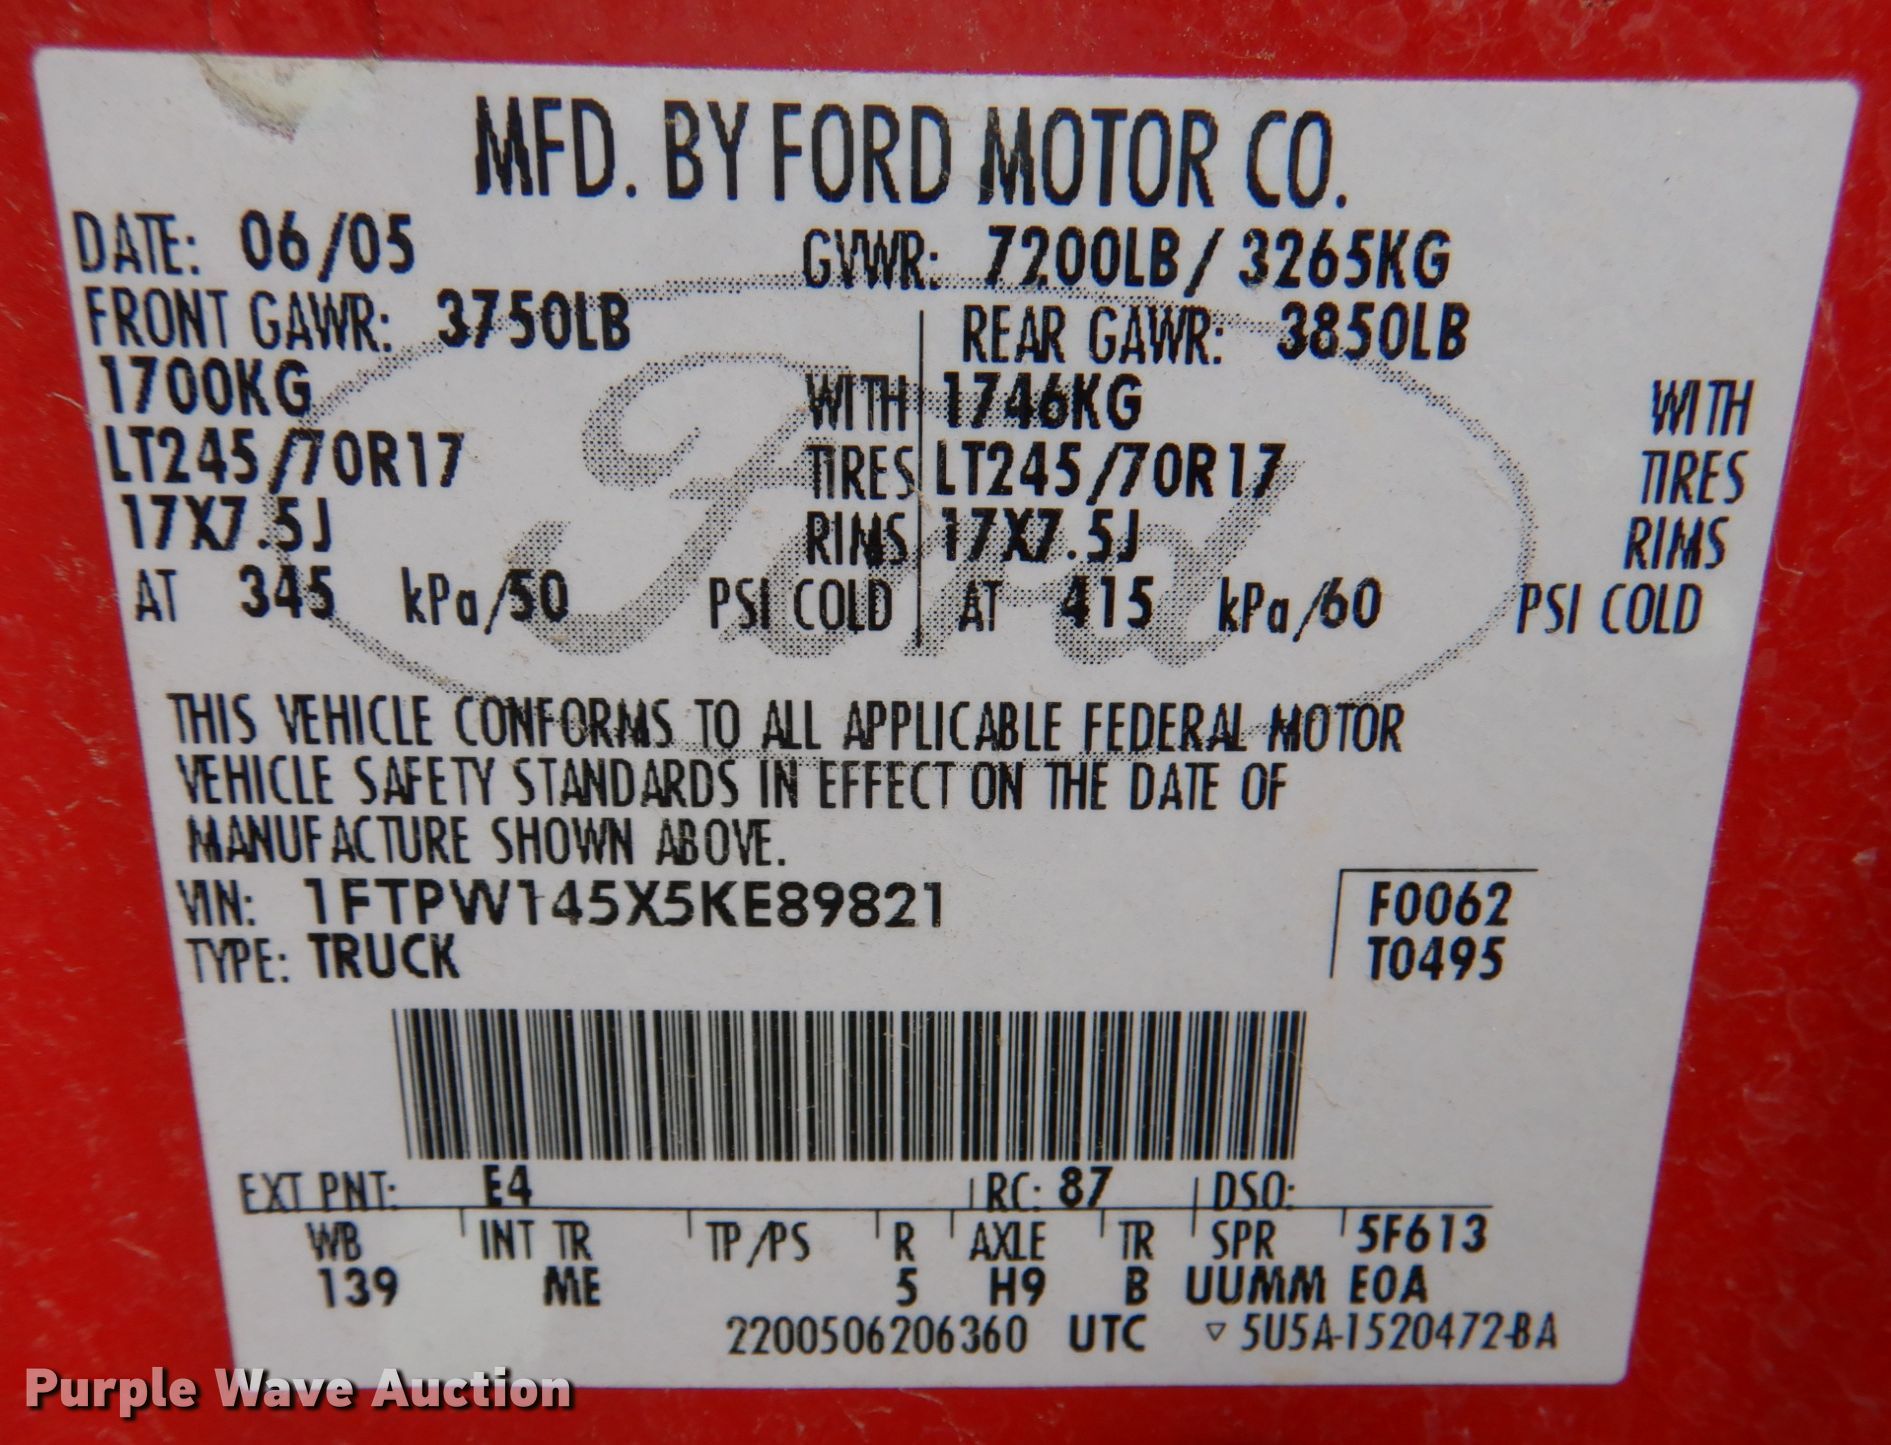 MFD. BY FORD MOTOR CO.
DATE: 06/05 GVWR: 7200LB/ 3265KG
FRONT GAWR: 3750LB REAR GAWR: 3850LB
1700KG WITH 1746KG WITH
LT245/70R17 TIRES LT245/70R17 TIRES
17X7.5J RIMS 17X7.5J RIMS
AT 345 kPa/50 PSI COLD AT 415 kPa/60 PSI COLD
Ford
THIS VEHICLE CONFORMS TO ALL APPLICABLE FEDERAL MOTOR
VEHICLE SAFETY STANDARDS IN EFFECT ON THE DATE OF
MANUFACTURE SHOWN ABOVE.
VIN: 1FTPW145X5KE89821 F0062
TYPE: TRUCK T0495
EXT PNT: E4 RC: 87 DSO:
WB INT TR TP/PS R AXLE TR SPR 5F613
139 ME 5 H9 B UUMM E0A
2200506206360 UTC ▽ 5U5A-1520472-BA
Purple Wave Auction